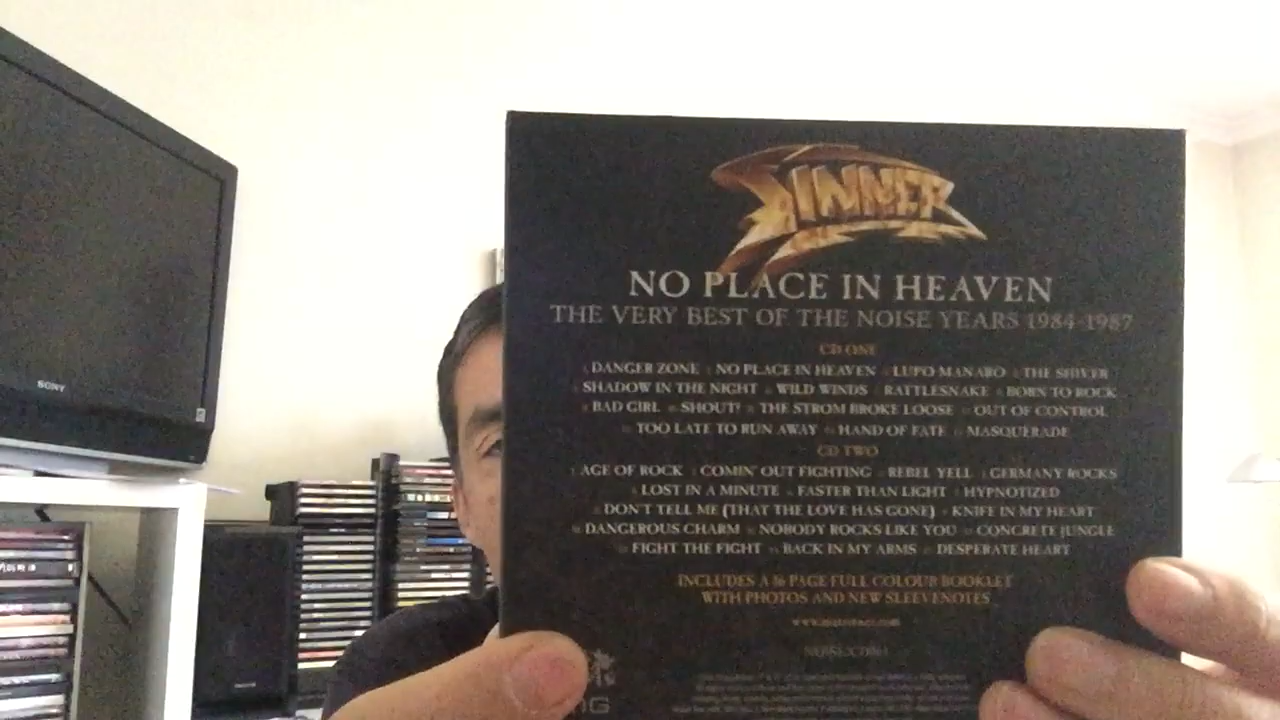 SINNER
NO PLACE IN HEAVEN
THE VERY BEST OF THE NOISE YEARS 1984-1987
CD ONE
DANGER ZONE NO PLACE IN HEAVEN LUPO MANARO THE SHIVER
SHADOW IN THE NIGHT WILD WINDS RATTLESNAKE BORN TO ROCK
BAD GIRL SHOUT! THE STROM BROKE LOOSE OUT OF CONTROL
TOO LATE TO RUN AWAY HAND OF FATE MASQUERADE
CD TWO
AGE OF ROCK COMIN' OUT FIGHTING REBEL YELL GERMANY ROCKS
LOST IN A MINUTE FASTER THAN LIGHT HYPNOTIZED
DON'T TELL ME (THAT THE LOVE HAS GONE) KNIFE IN MY HEART
DANGEROUS CHARM NOBODY ROCKS LIKE YOU CONCRETE JUNGLE
FIGHT THE FIGHT BACK IN MY ARMS DESPERATE HEART
INCLUDES A 16 PAGE FULL COLOUR BOOKLET
WITH PHOTOS AND NEW SLEEVENOTES
SONY